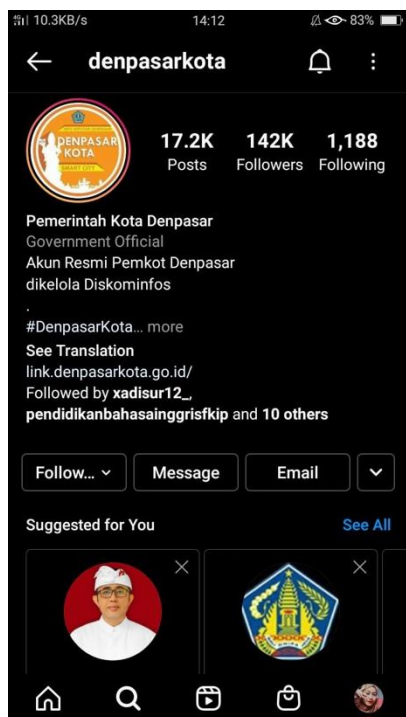 10.3KB/s 14:12 83%
denpasarkota
DENPASAR
KOTA
SMART CITY
17.2K 142K 1,188
Posts Followers Following
Pemerintah Kota Denpasar
Government Official
Akun Resmi Pemkot Denpasar
dikelola Diskominfos
.
#DenpasarKota... more
See Translation
link.denpasarkota.go.id/
Followed by xadisur12_,
pendidikanbahasainggrisfkip and 10 others
Follow... Message Email
Suggested for You See All